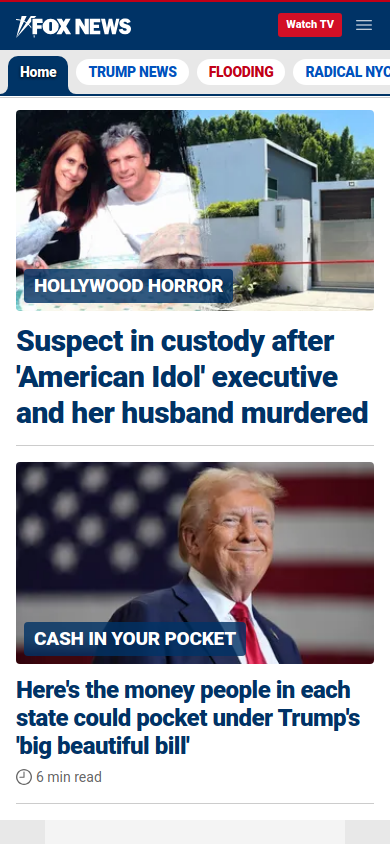 FOX NEWS
Watch TV
Home
TRUMP NEWS
FLOODING
RADICAL NYC
HOLLYWOOD HORROR
Suspect in custody after
'American Idol' executive
and her husband murdered
CASH IN YOUR POCKET
Here's the money people in each
state could pocket under Trump's
'big beautiful bill'
6 min read